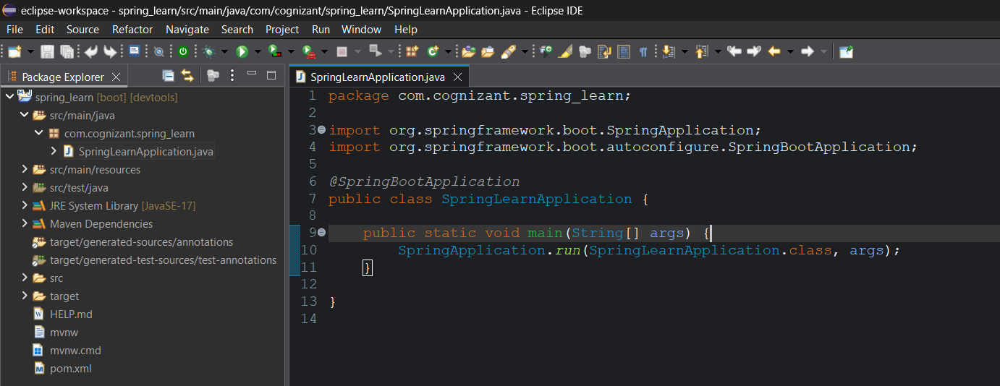 eclipse-workspace - spring_learn/src/main/java/com/cognizant/spring_learn/SpringLearnApplication.java - Eclipse IDE
File Edit Source Refactor Navigate Search Project Run Window Help
Package Explorer
spring_learn [boot] [devtools]
src/main/java
com.cognizant.spring_learn
SpringLearnApplication.java
src/main/resources
src/test/java
JRE System Library [JavaSE-17]
Maven Dependencies
target/generated-sources/annotations
target/generated-test-sources/test-annotations
src
target
HELP.md
mvnw
mvnw.cmd
pom.xml
SpringLearnApplication.java
1 package com.cognizant.spring_learn;
2
3 import org.springframework.boot.SpringApplication;
4 import org.springframework.boot.autoconfigure.SpringBootApplication;
5
6 @SpringBootApplication
7 public class SpringLearnApplication {
8
9     public static void main(String[] args) {
10         SpringApplication.run(SpringLearnApplication.class, args);
11     }
12
13 }
14